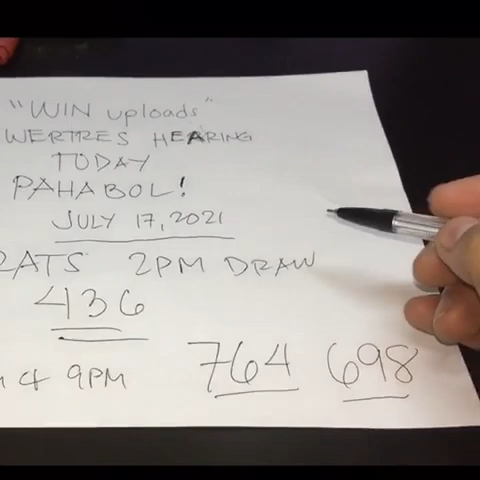 "WIN uploads"
WERTRES HEARING
TODAY
PAHABOL!
JULY 17, 2021
RATS 2PM DRAW
436
4 9PM 764 698